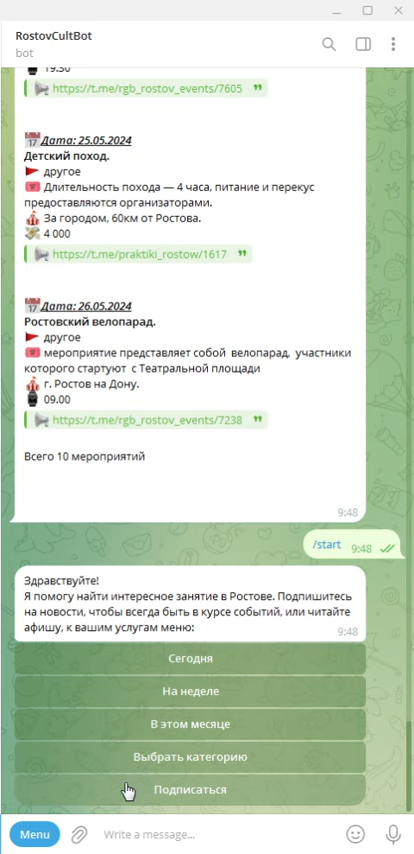 RostovCultBot
bot
19.30
https://t.me/rgb_rostov_events/7605
Дата: 25.05.2024
Детский поход.
другое
Длительность похода — 4 часа, питание и перекус
предоставляются организаторами.
За городом, 60км от Ростова.
4 000
https://t.me/praktiki_rostow/1617
Дата: 26.05.2024
Ростовский велопарад.
другое
мероприятие представляет собой велопарад, участники
которого стартуют с Театральной площади
г. Ростов на Дону.
09.00
https://t.me/rgb_rostov_events/7238
Всего 10 мероприятий
9:48
/start 9:48
Здравствуйте!
Я помогу найти интересное занятие в Ростове. Подпишитесь
на новости, чтобы всегда быть в курсе событий, или читайте
афишу, к вашим услугам меню:
9:48
Сегодня
На неделе
В этом месяце
Выбрать категорию
Подписаться
Menu Write a message...